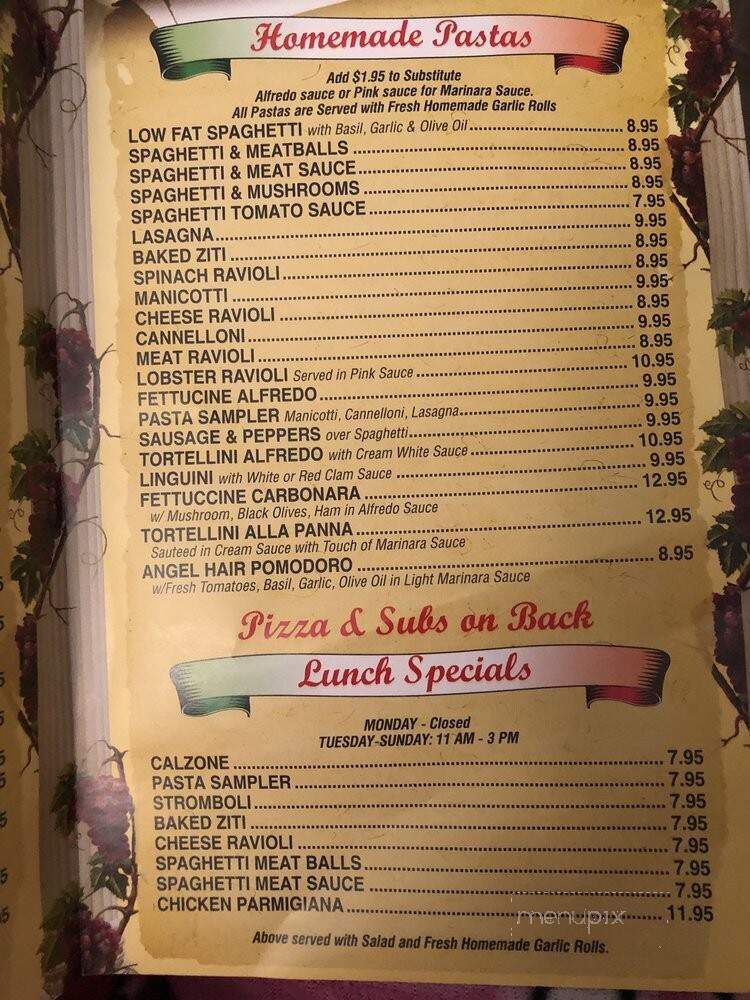 Homemade Pastas
Add $1.95 to Substitute
Alfredo sauce or Pink sauce for Marinara Sauce.
All Pastas are Served with Fresh Homemade Garlic Rolls
LOW FAT SPAGHETTI with Basil, Garlic & Olive Oil 8.95
SPAGHETTI & MEATBALLS 8.95
SPAGHETTI & MEAT SAUCE 8.95
SPAGHETTI & MUSHROOMS 8.95
SPAGHETTI TOMATO SAUCE 7.95
LASAGNA 9.95
BAKED ZITI 8.95
SPINACH RAVIOLI 8.95
MANICOTTI 9.95
CHEESE RAVIOLI 8.95
CANNELLONI 9.95
MEAT RAVIOLI 8.95
LOBSTER RAVIOLI Served in Pink Sauce 10.95
FETTUCINE ALFREDO 9.95
PASTA SAMPLER Manicotti, Cannelloni, Lasagna 9.95
SAUSAGE & PEPPERS over Spaghetti 9.95
TORTELLINI ALFREDO with Cream White Sauce 10.95
LINGUINI with White or Red Clam Sauce 9.95
FETTUCCINE CARBONARA 12.95
w/ Mushroom, Black Olives, Ham in Alfredo Sauce
TORTELLINI ALLA PANNA 12.95
Sauteed in Cream Sauce with Touch of Marinara Sauce
ANGEL HAIR POMODORO 8.95
w/Fresh Tomatoes, Basil, Garlic, Olive Oil in Light Marinara Sauce
Pizza & Subs on Back
Lunch Specials
MONDAY - Closed
TUESDAY-SUNDAY: 11 AM - 3 PM
CALZONE 7.95
PASTA SAMPLER 7.95
STROMBOLI 7.95
BAKED ZITI 7.95
CHEESE RAVIOLI 7.95
SPAGHETTI MEAT BALLS 7.95
SPAGHETTI MEAT SAUCE 7.95
CHICKEN PARMIGIANA 11.95
menupix
Above served with Salad and Fresh Homemade Garlic Rolls.